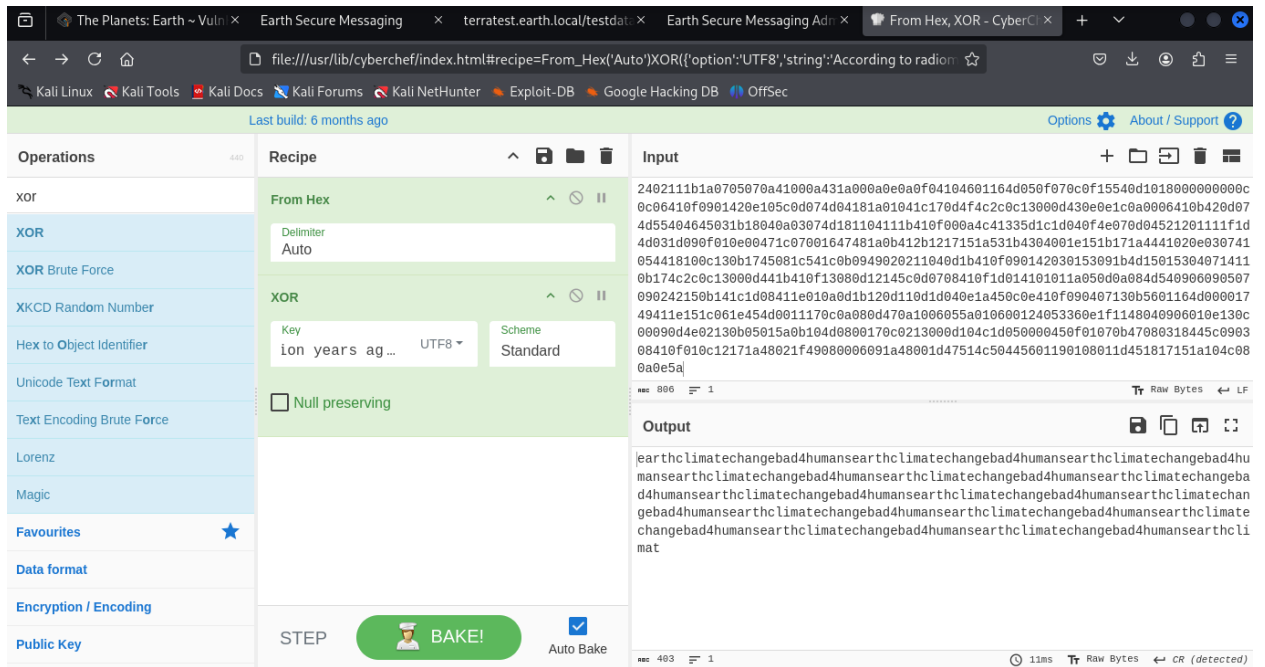 The Planets: Earth ~ Vuln
Earth Secure Messaging
terratest.earth.local/testdata
Earth Secure Messaging Adm
From Hex, XOR - CyberCh
file:///usr/lib/cyberchef/index.html#recipe=From_Hex('Auto')XOR({'option':'UTF8','string':'According to radiom
Kali Linux Kali Tools Kali Docs Kali Forums Kali NetHunter Exploit-DB Google Hacking DB OffSec
Last build: 6 months ago
Options About / Support
Operations 440
xor
XOR
XOR Brute Force
XKCD Random Number
Hex to Object Identifier
Unicode Text Format
Text Encoding Brute Force
Lorenz
Magic
Favourites
Data format
Encryption / Encoding
Public Key
Recipe
From Hex
Delimiter
Auto
XOR
Key
ion years ag…
UTF8
Scheme
Standard
Null preserving
STEP
BAKE!
Auto Bake
Input
2402111b1a0705070a41000a431a000a0e0a0f04104601164d050f070c0f15540d1018000000000c
0c06410f0901420e105c0d074d04181a01041c170d4f4c2c0c13000d430e0e1c0a0006410b420d07
4d55404645031b18040a03074d181104111b410f000a4c41335d1c1d040f4e070d04521201111f1d
4d031d090f010e00471c07001647481a0b412b1217151a531b4304001e151b171a4441020e030741
054418100c130b1745081c541c0b0949020211040d1b410f090142030153091b4d15015304071411
0b174c2c0c13000d441b410f13080d12145c0d0708410f1d014101011a050d0a084d540906090507
090242150b141c1d08411e010a0d1b120d110d1d040e1a450c0e410f090407130b5601164d000017
49411e151c061e454d0011170c0a080d470a1006055a010600124053360e1f1148040906010e130c
00090d4e02130b05015a0b104d0800170c0213000d104c1d050000450f01070b47080318445c0903
08410f010c12171a48021f49080006091a48001d47514c50445601190108011d451817151a104c08
0a0e5a
ABC 806 1
Raw Bytes LF
Output
earthclimatechangebad4humansearthclimatechangebad4humansearthclimatechangebad4hu
mansearthclimatechangebad4humansearthclimatechangebad4humansearthclimatechangeba
d4humansearthclimatechangebad4humansearthclimatechangebad4humansearthclimatechan
gebad4humansearthclimatechangebad4humansearthclimatechangebad4humansearthclimate
changebad4humansearthclimatechangebad4humansearthclimatechangebad4humansearthcli
mat
ABC 403 1
11ms Raw Bytes CR (detected)